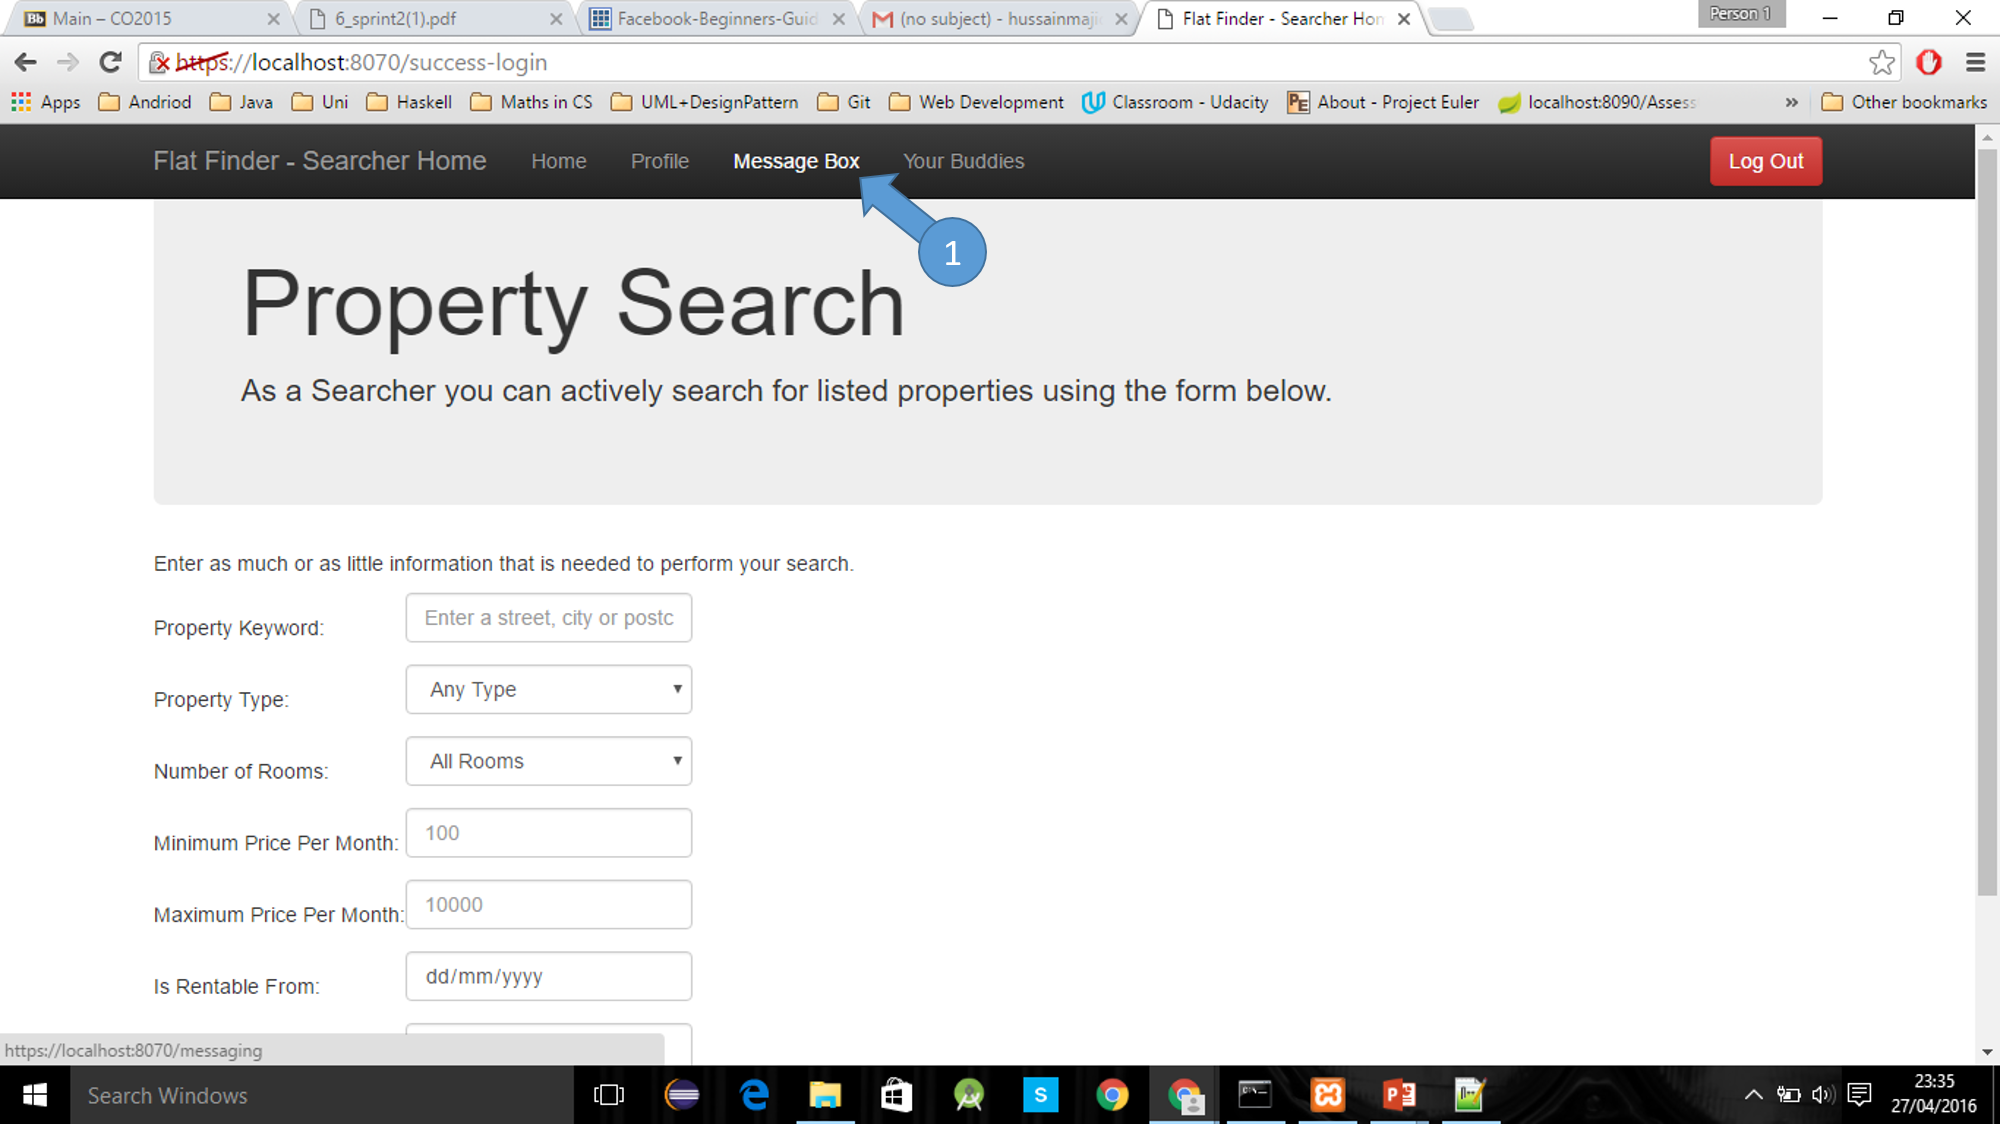 Main – CO2015
6_sprint2(1).pdf
Facebook-Beginners-Guid
(no subject) - hussainmaji
Flat Finder - Searcher Hon
Person 1
https://localhost:8070/success-login
Apps
Andriod
Java
Uni
Haskell
Maths in CS
UML+DesignPattern
Git
Web Development
Classroom - Udacity
About - Project Euler
localhost:8090/Assess
»
Other bookmarks
Flat Finder - Searcher Home
Home
Profile
Message Box
Your Buddies
Log Out
1
Property Search
As a Searcher you can actively search for listed properties using the form below.
Enter as much or as little information that is needed to perform your search.
Property Keyword:
Enter a street, city or postc
Property Type:
Any Type
Number of Rooms:
All Rooms
Minimum Price Per Month:
100
Maximum Price Per Month:
10000
Is Rentable From:
dd/mm/yyyy
https://localhost:8070/messaging
Search Windows
23:35
27/04/2016